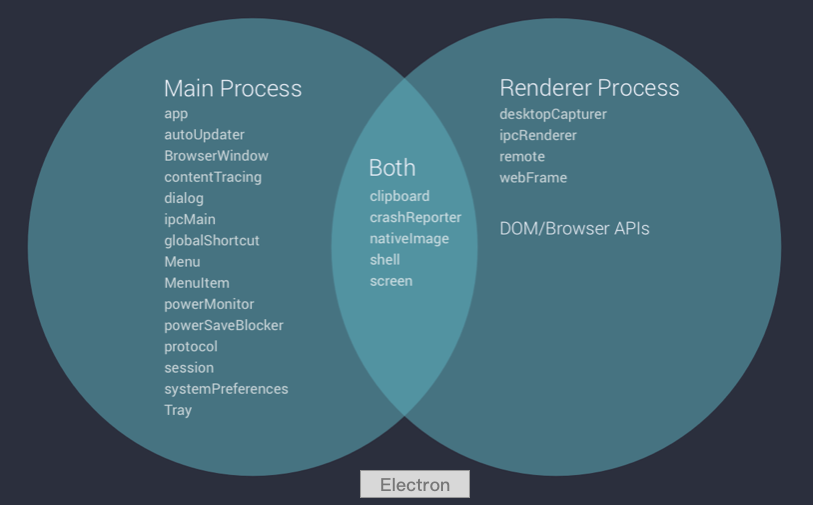 Main Process
app
autoUpdater
BrowserWindow
contentTracing
dialog
ipcMain
globalShortcut
Menu
MenuItem
powerMonitor
powerSaveBlocker
protocol
session
systemPreferences
Tray
Both
clipboard
crashReporter
nativeImage
shell
screen
Renderer Process
desktopCapturer
ipcRenderer
remote
webFrame
DOM/Browser APIs
Electron